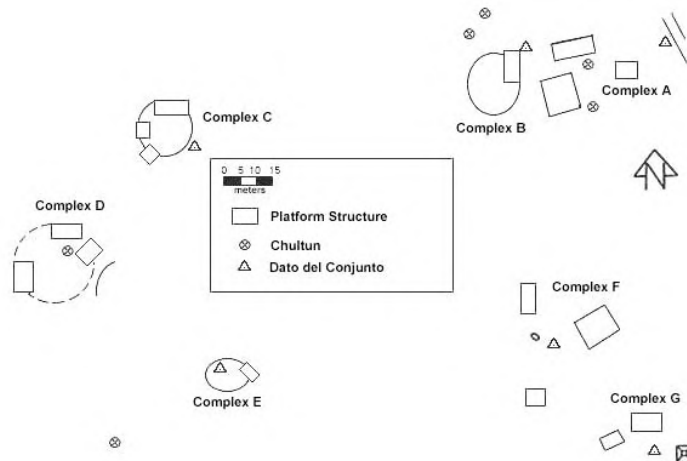 Complex A
Complex B
Complex C
0 5 10 15
meters
Platform Structure
Chultun
Dato del Conjunto
N
Complex D
Complex F
Complex E
Complex G